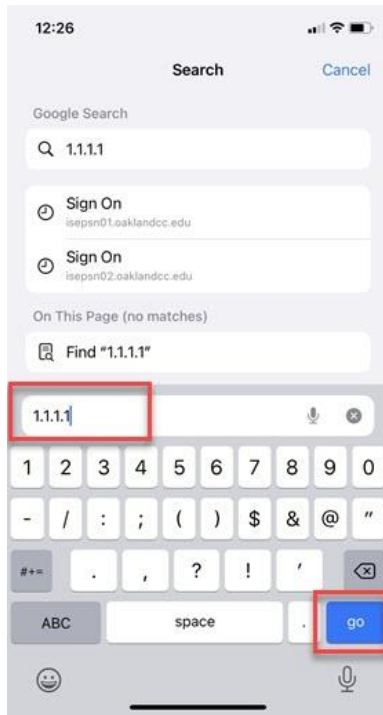 12:26
Search Cancel
Google Search
1.1.1.1
Sign On
isepsn01.oaklandcc.edu
Sign On
isepsn02.oaklandcc.edu
On This Page (no matches)
Find “1.1.1.1”
1.1.1.1
1 2 3 4 5 6 7 8 9 0
- / : ; ( ) $ & @ "
#+= . , ? ! '
ABC space . go